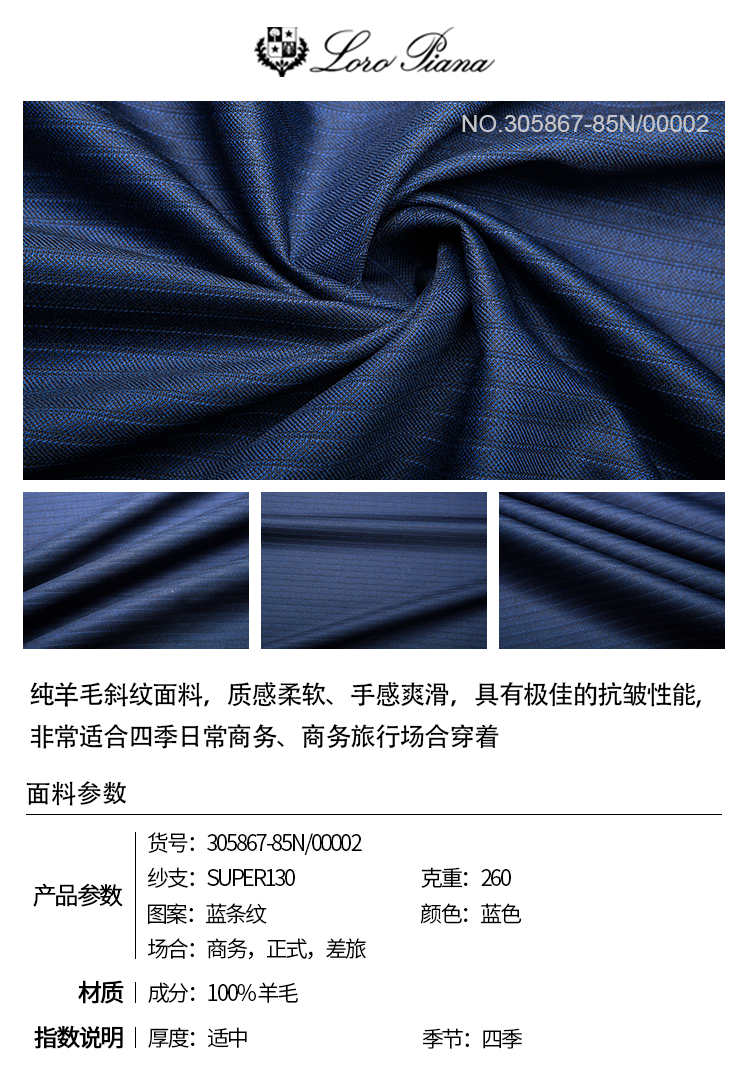 Loro Piana
NO.305867-85N/00002
纯羊毛斜纹面料，质感柔软、手感爽滑，具有极佳的抗皱性能,
非常适合四季日常商务、商务旅行场合穿着
面料参数
产品参数
货号：305867-85N/00002
纱支：SUPER130 克重：260
图案：蓝条纹 颜色：蓝色
场合：商务，正式，差旅
材质 成分：100%羊毛
指数说明 厚度：适中 季节：四季